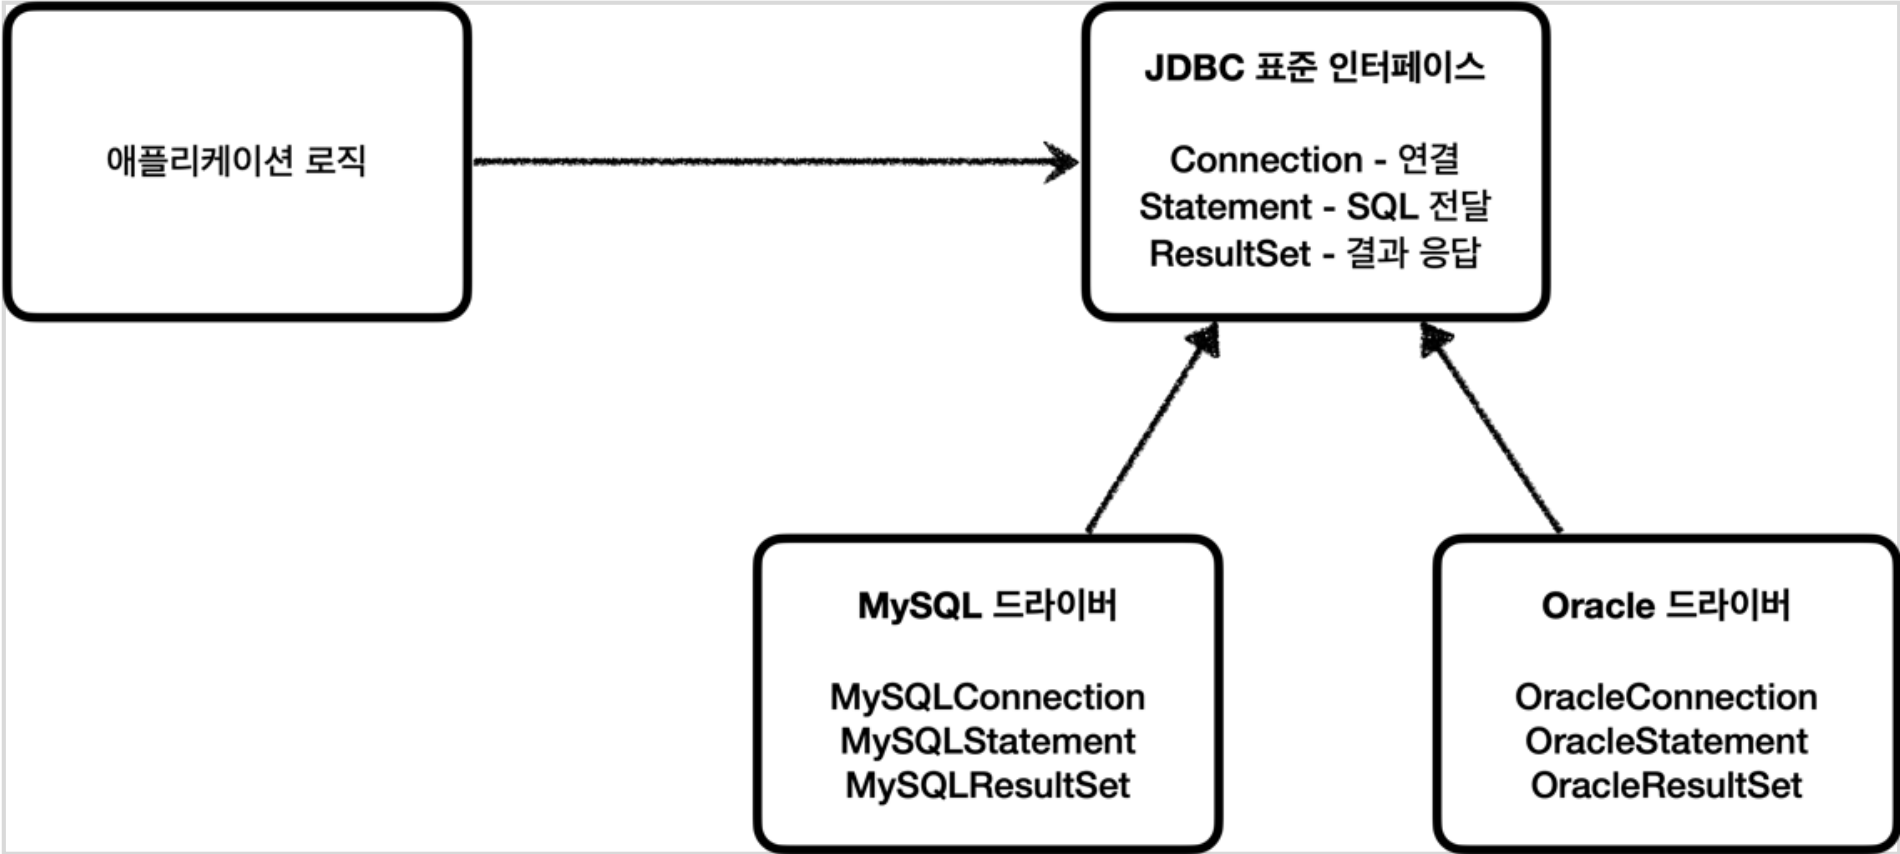 애플리케이션 로직
JDBC 표준 인터페이스
Connection - 연결
Statement - SQL 전달
ResultSet - 결과 응답
MySQL 드라이버
MySQLConnection
MySQLStatement
MySQLResultSet
Oracle 드라이버
OracleConnection
OracleStatement
OracleResultSet